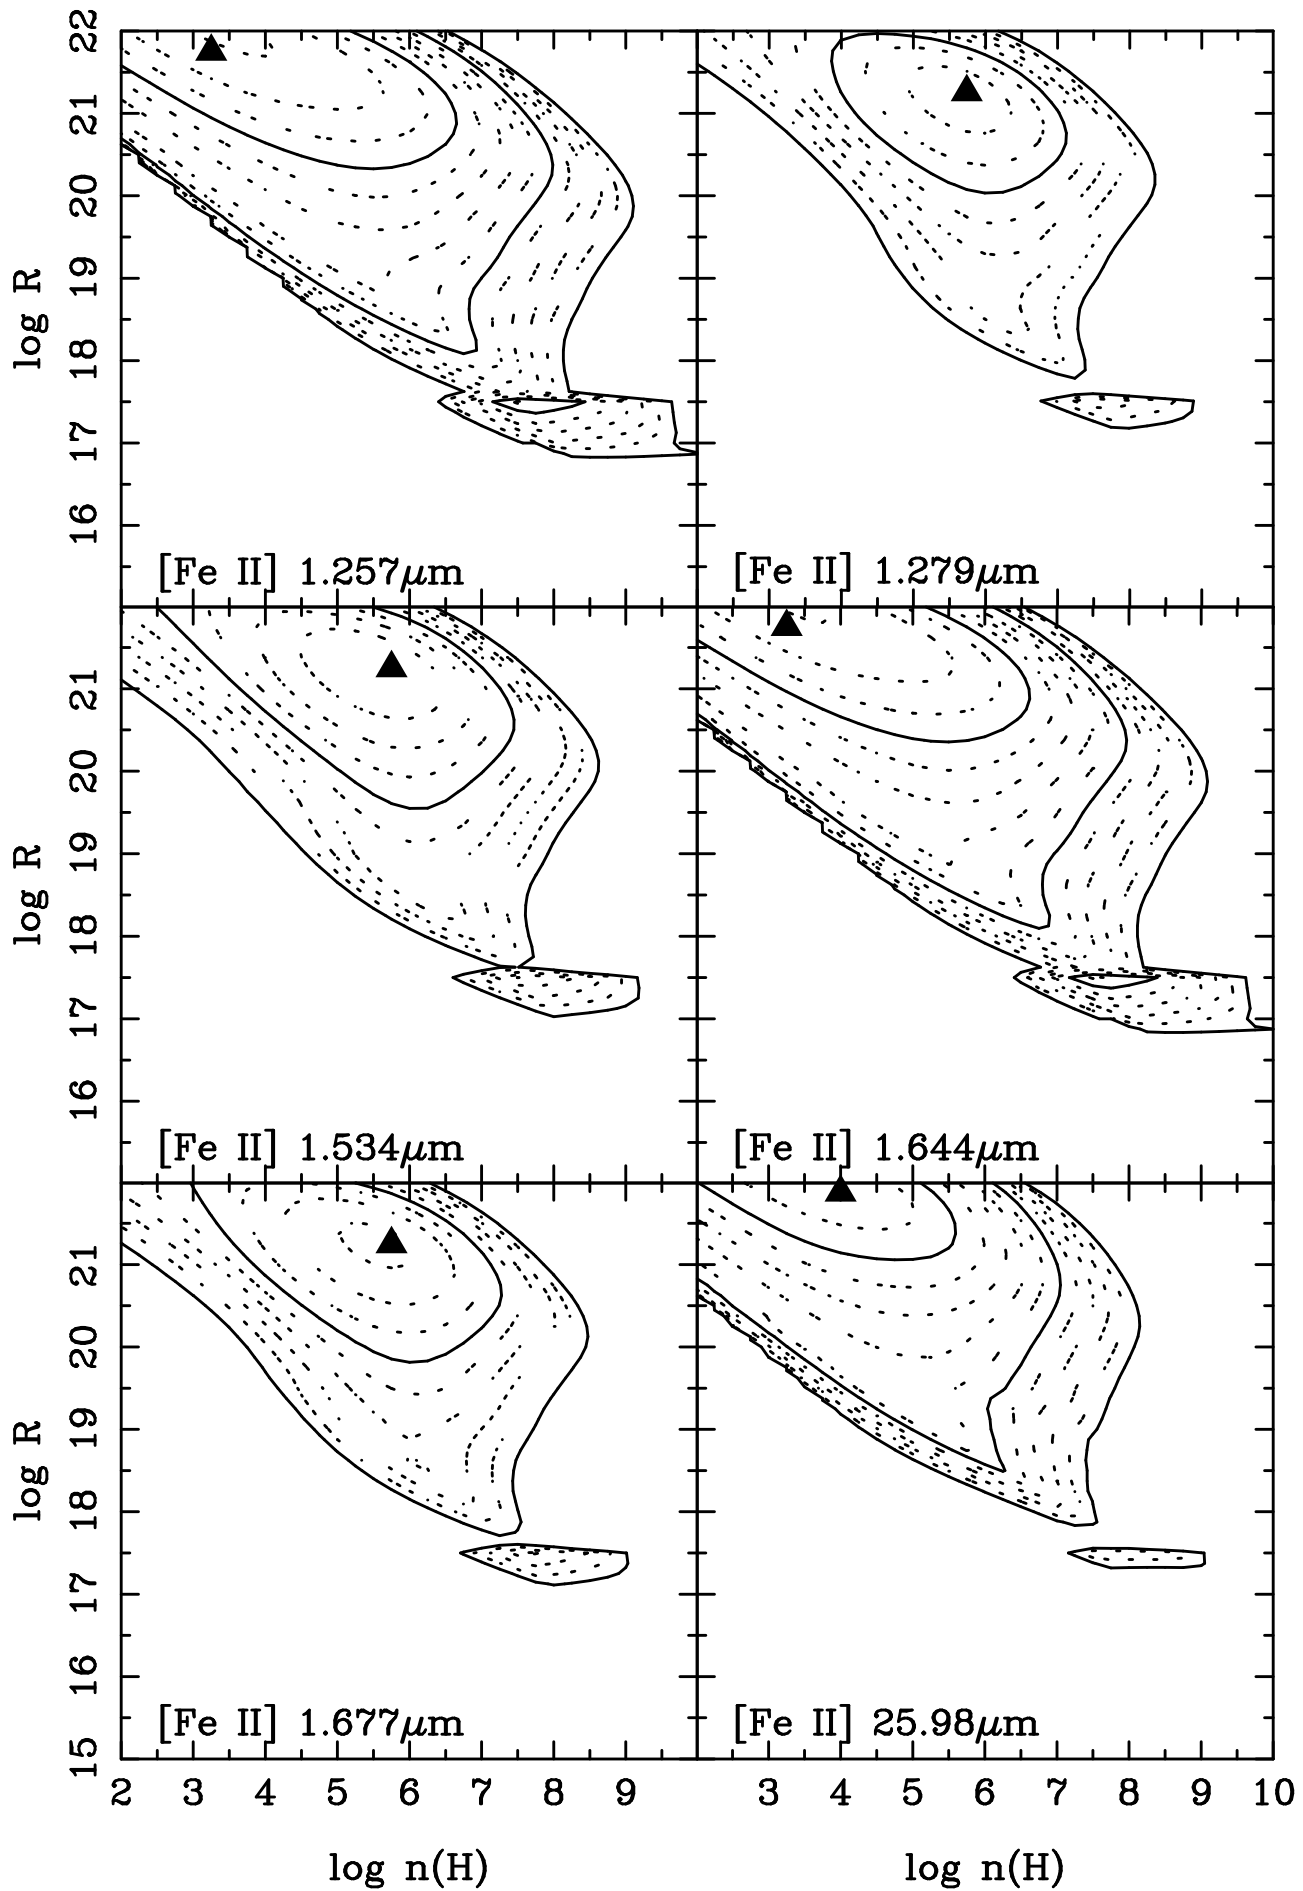 22
21
20
19
18
17
16
log R
[Fe II] 1.257μm
[Fe II] 1.279μm
21
20
19
18
17
16
log R
[Fe II] 1.534μm
[Fe II] 1.644μm
21
20
19
18
17
16
15
log R
[Fe II] 1.677μm
[Fe II] 25.98μm
2 3 4 5 6 7 8 9
3 4 5 6 7 8 9 10
log n(H)
log n(H)